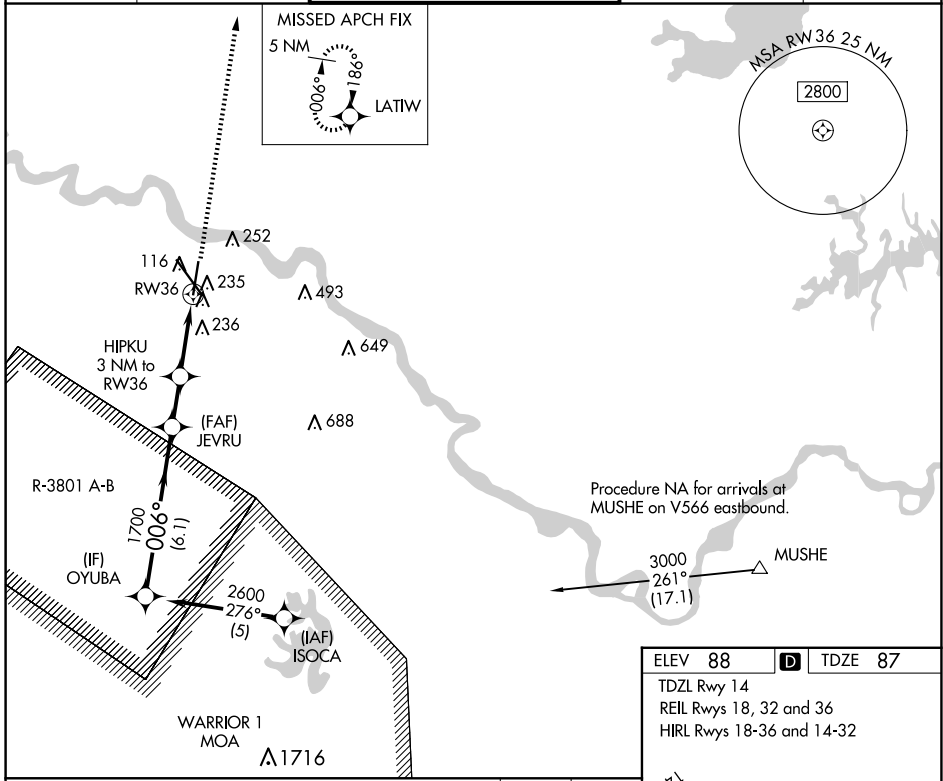 MISSED APCH FIX
5 NM
006°
186°
LATIW
MSA RW36 25 NM
2800
252
116
RW36
235
493
236
649
HIPKU
3 NM to
RW36
(FAF)
JEVRU
688
R-3801 A-B
1700
006°
(6.1)
(IF)
OYUBA
2600
276°
(5)
(IAF)
ISOCA
Procedure NA for arrivals at
MUSHE on V566 eastbound.
3000
261°
(17.1)
MUSHE
WARRIOR 1
MOA
1716
ELEV 88 D TDZE 87
TDZL Rwy 14
REIL Rwys 18, 32 and 36
HIRL Rwys 18-36 and 14-32